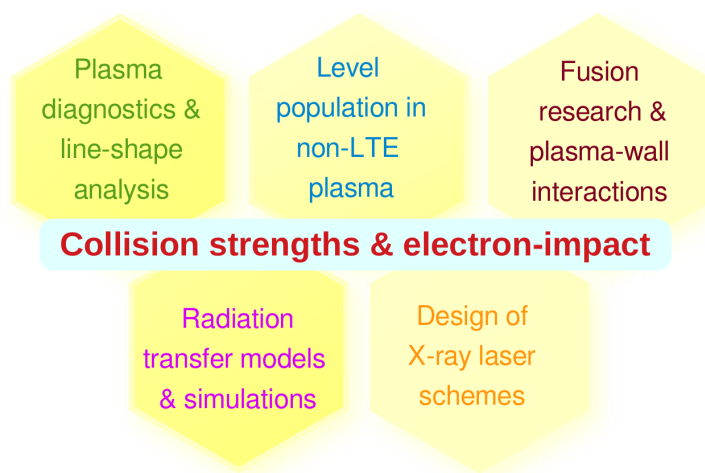 Plasma
diagnostics &
line-shape
analysis
Level
population in
non-LTE
plasma
Fusion
research &
plasma-wall
interactions
Collision strengths & electron-impact
Radiation
transfer models
& simulations
Design of
X-ray laser
schemes